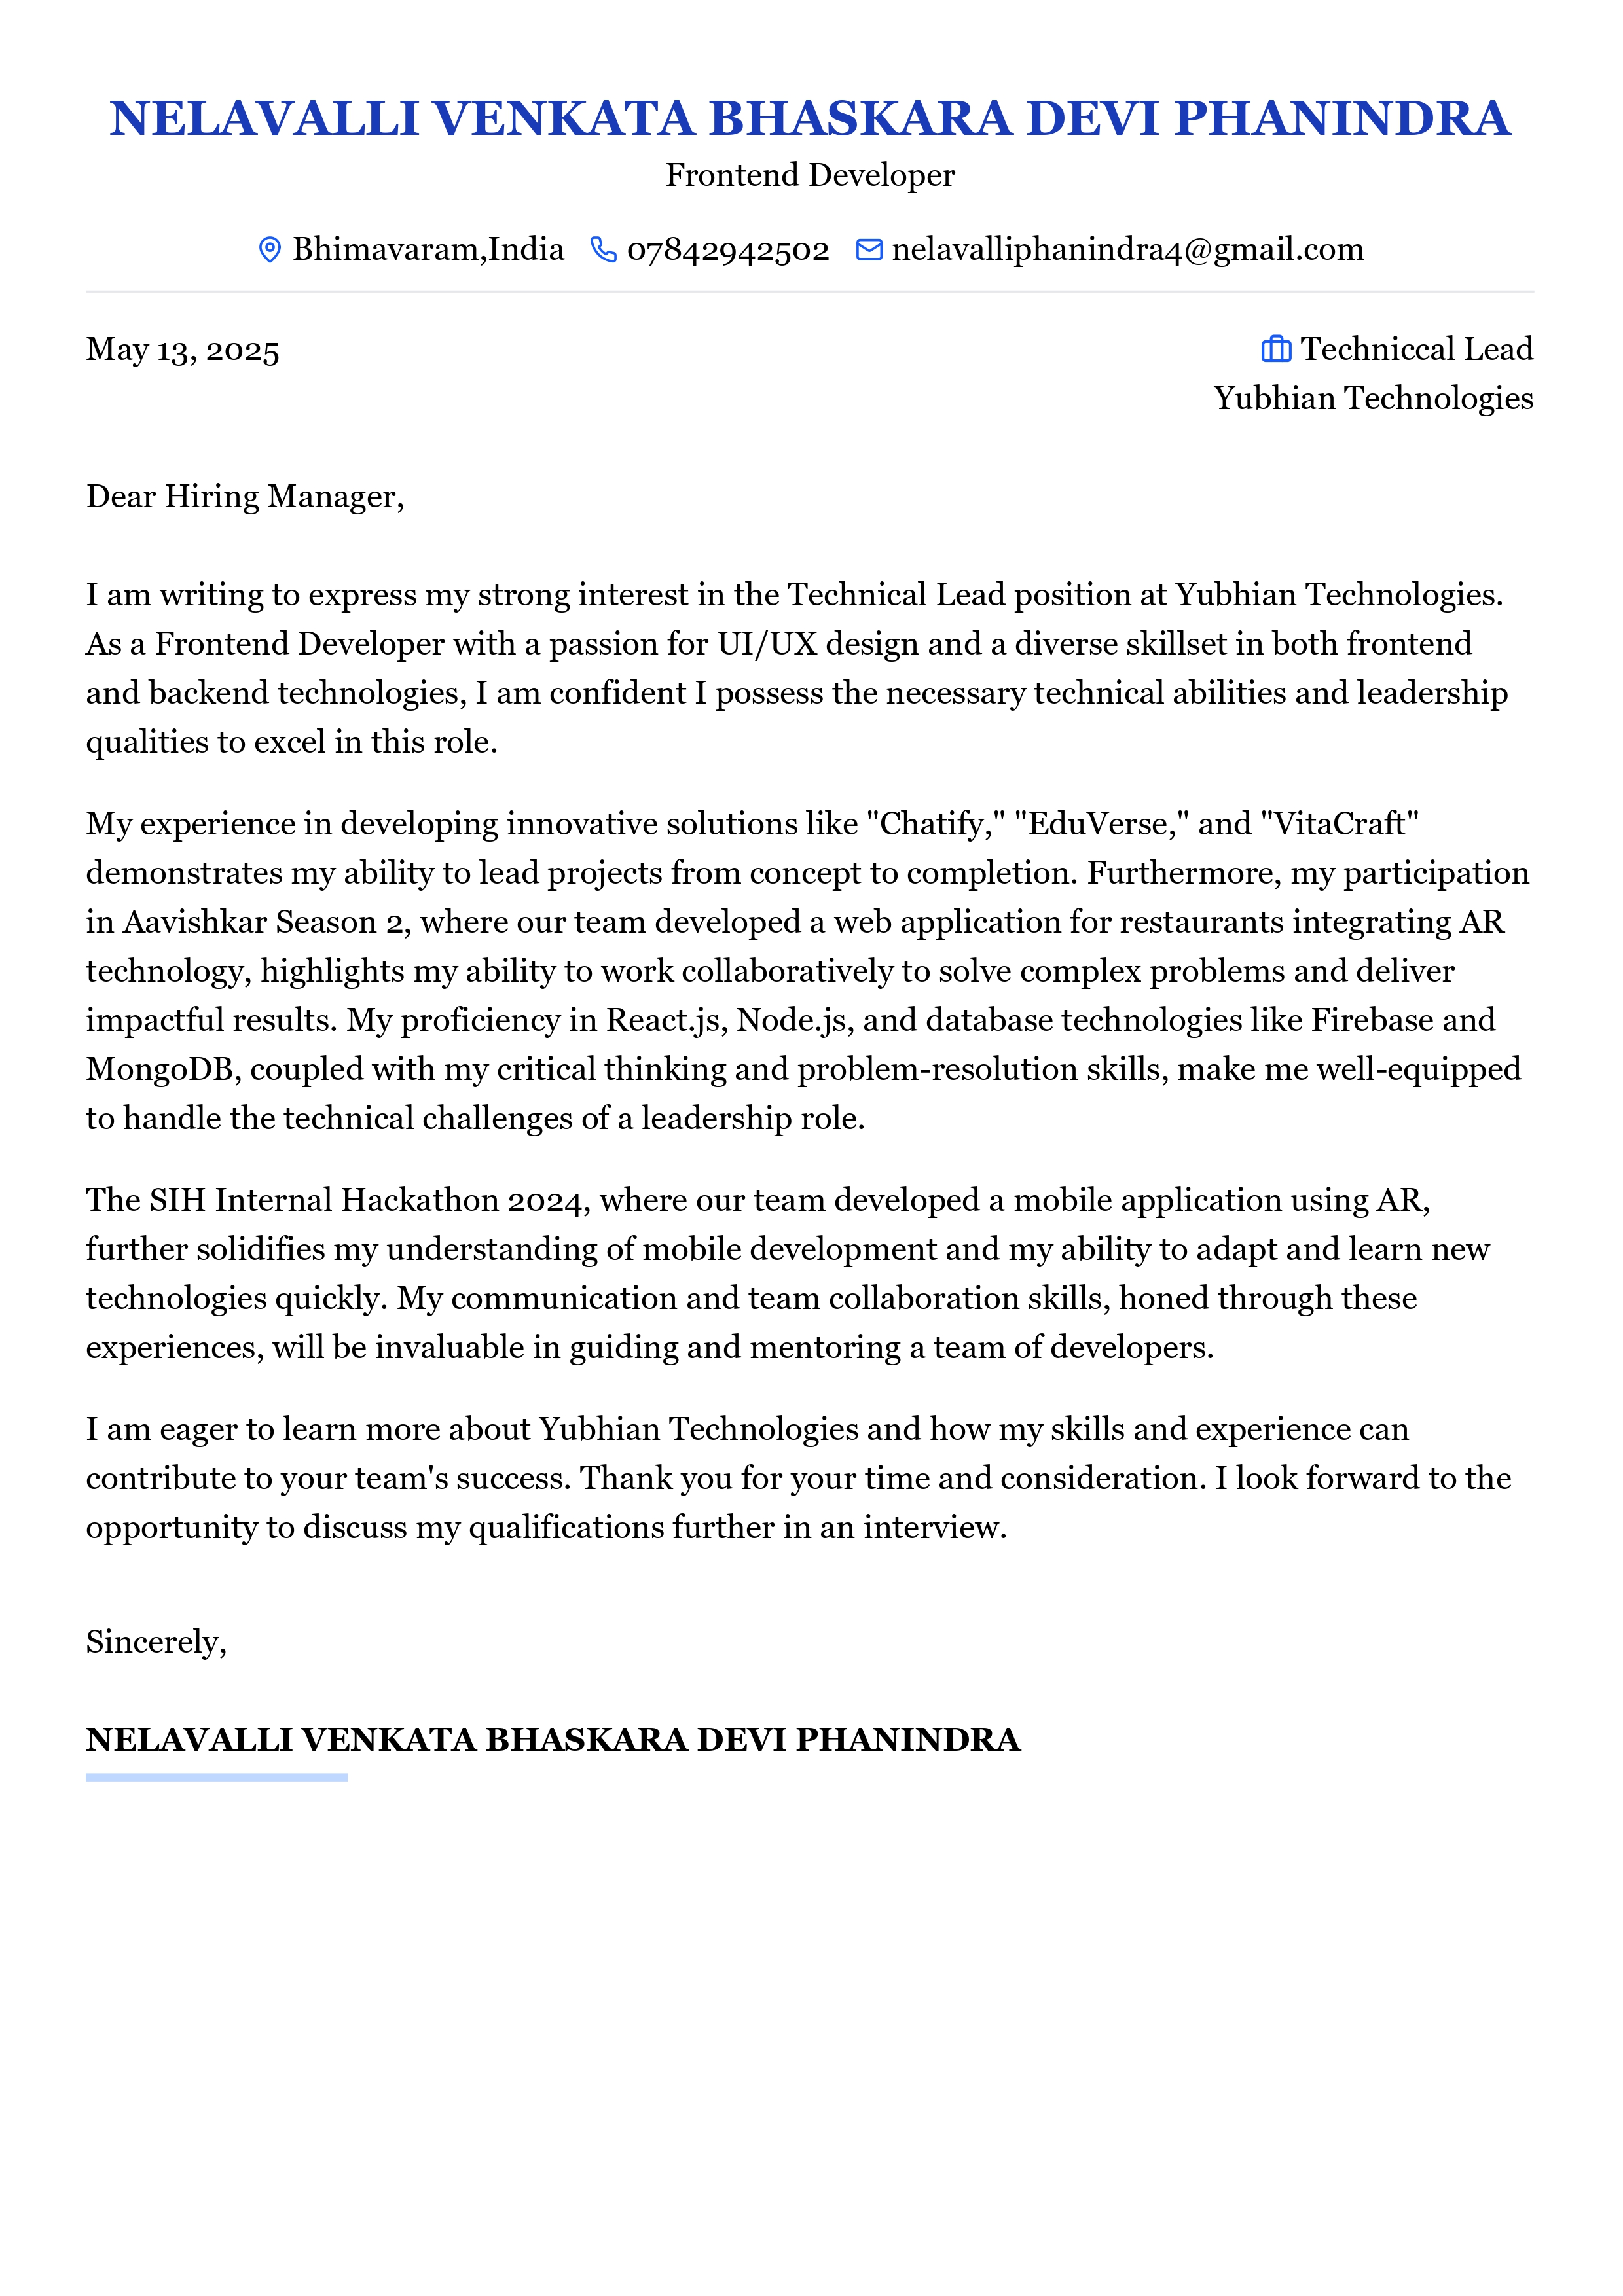 NELAVALLI VENKATA BHASKARA DEVI PHANINDRA
Frontend Developer
Bhimavaram,India 07842942502 nelavalliphanindra4@gmail.com
May 13, 2025 Techniccal Lead
Yubhian Technologies
Dear Hiring Manager,
I am writing to express my strong interest in the Technical Lead position at Yubhian Technologies.
As a Frontend Developer with a passion for UI/UX design and a diverse skillset in both frontend
and backend technologies, I am confident I possess the necessary technical abilities and leadership
qualities to excel in this role.
My experience in developing innovative solutions like "Chatify," "EduVerse," and "VitaCraft"
demonstrates my ability to lead projects from concept to completion. Furthermore, my participation
in Aavishkar Season 2, where our team developed a web application for restaurants integrating AR
technology, highlights my ability to work collaboratively to solve complex problems and deliver
impactful results. My proficiency in React.js, Node.js, and database technologies like Firebase and
MongoDB, coupled with my critical thinking and problem-resolution skills, make me well-equipped
to handle the technical challenges of a leadership role.
The SIH Internal Hackathon 2024, where our team developed a mobile application using AR,
further solidifies my understanding of mobile development and my ability to adapt and learn new
technologies quickly. My communication and team collaboration skills, honed through these
experiences, will be invaluable in guiding and mentoring a team of developers.
I am eager to learn more about Yubhian Technologies and how my skills and experience can
contribute to your team's success. Thank you for your time and consideration. I look forward to the
opportunity to discuss my qualifications further in an interview.
Sincerely,
NELAVALLI VENKATA BHASKARA DEVI PHANINDRA